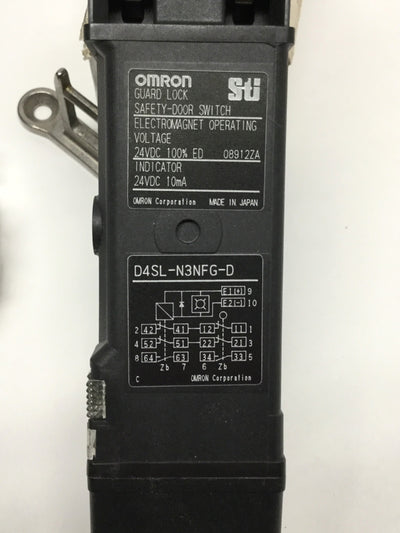 OMRON STI
GUARD LOCK
SAFETY-DOOR SWITCH
ELECTROMAGNET OPERATING
VOLTAGE
24VDC 100% ED 08912ZA
INDICATOR
24VDC 10mA
OMRON Corporation MADE IN JAPAN
D4SL-N3NFG-D
E1(+) 9
E2(-) 10
2 42 41 12 11 1
4 52 51 22 21 3
8 64 63 34 33 5
Zb 7 6 Zb
C OMRON Corporation